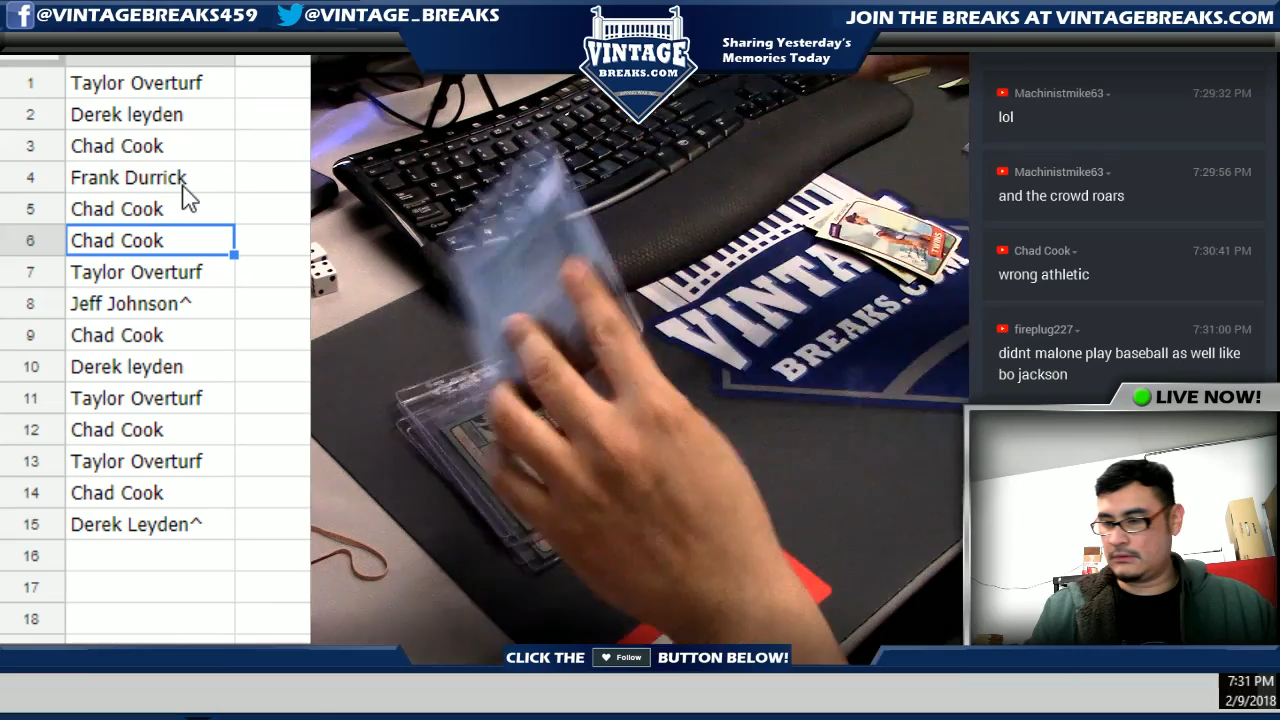 @VINTAGEBREAKS459
@VINTAGE_BREAKS
VINTAGE
BREAKS.COM
Sharing Yesterday's
Memories Today
JOIN THE BREAKS AT VINTAGEBREAKS.COM
1 Taylor Overturf
2 Derek leyden
3 Chad Cook
4 Frank Durrick
5 Chad Cook
6 Chad Cook
7 Taylor Overturf
8 Jeff Johnson^
9 Chad Cook
10 Derek leyden
11 Taylor Overturf
12 Chad Cook
13 Taylor Overturf
14 Chad Cook
15 Derek Leyden^
16
17
18
VINTA
BREAKS.CO
TWINS
Machinistmike63 7:29:32 PM
lol
Machinistmike63 7:29:56 PM
and the crowd roars
Chad Cook 7:30:41 PM
wrong athletic
fireplug227 7:31:00 PM
didnt malone play baseball as well like
bo jackson
LIVE NOW!
CLICK THE Follow BUTTON BELOW!
7:31 PM
2/9/2018